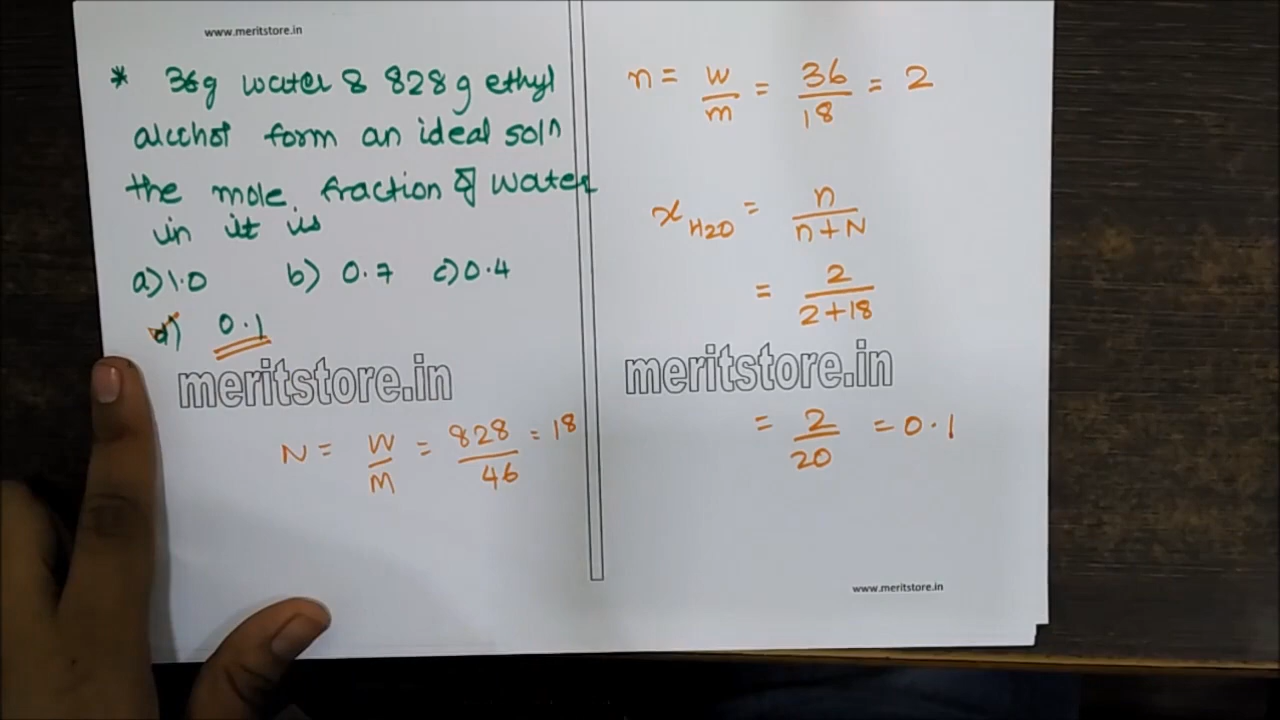 www.meritstore.in
* 36g water & 828g ethyl
alcohol form an ideal solⁿ
the mole fraction of water
in it is
a) 1.0 b) 0.7 c) 0.4
d) 0.1
meritstore.in
N = W/M = 828/46 = 18
n = w/m = 36/18 = 2
x H2O = n/n+N
= 2/2+18
meritstore.in
= 2/20 = 0.1
www.meritstore.in